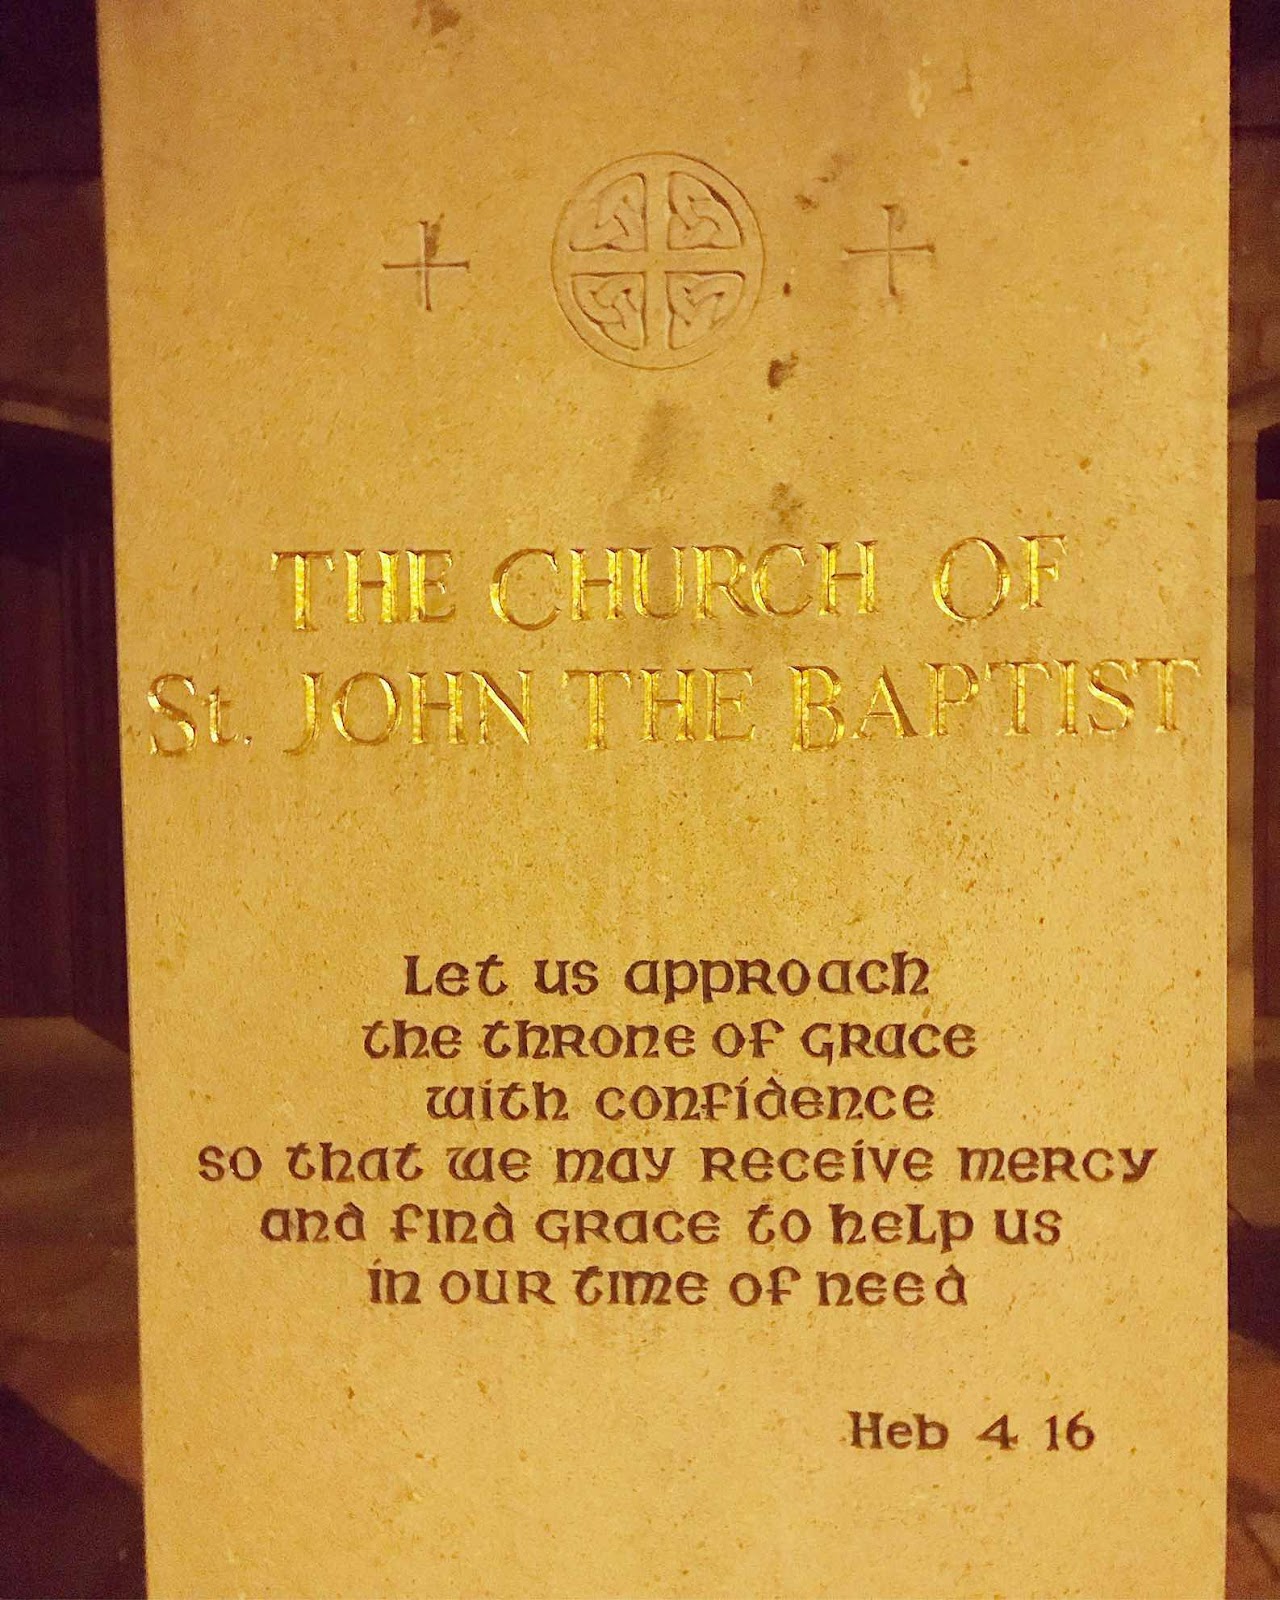 THE CHURCH OF
St. JOHN THE BAPTIST
Let us approach
the throne of Grace
with confidence
so that we may receive mercy
and find Grace to help us
in our time of need
Heb 4 16